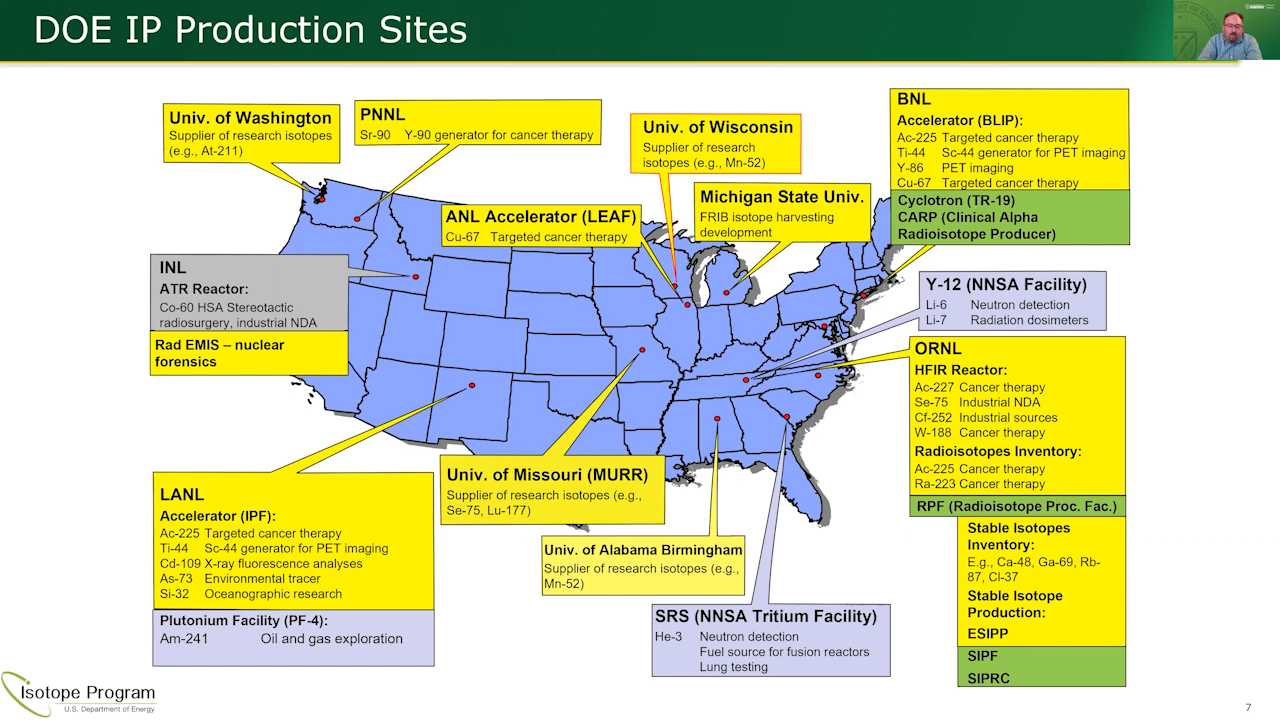 DOE IP Production Sites
Univ. of Washington
Supplier of research isotopes
(e.g., At-211)
PNNL
Sr-90 Y-90 generator for cancer therapy
Univ. of Wisconsin
Supplier of research
isotopes (e.g., Mn-52)
BNL
Accelerator (BLIP):
Ac-225 Targeted cancer therapy
Ti-44 Sc-44 generator for PET imaging
Y-86 PET imaging
Cu-67 Targeted cancer therapy
Cyclotron (TR-19)
CARP (Clinical Alpha
Radioisotope Producer)
ANL Accelerator (LEAF)
Cu-67 Targeted cancer therapy
Michigan State Univ.
FRIB isotope harvesting
development
INL
ATR Reactor:
Co-60 HSA Stereotactic
radiosurgery, industrial NDA
Rad EMIS – nuclear
forensics
Y-12 (NNSA Facility)
Li-6 Neutron detection
Li-7 Radiation dosimeters
ORNL
HFIR Reactor:
Ac-227 Cancer therapy
Se-75 Industrial NDA
Cf-252 Industrial sources
W-188 Cancer therapy
Radioisotopes Inventory:
Ac-225 Cancer therapy
Ra-223 Cancer therapy
RPF (Radioisotope Proc. Fac.)
Stable Isotopes
Inventory:
E.g., Ca-48, Ga-69, Rb-
87, Cl-37
Stable Isotope
Production:
ESIPP
SIPF
SIPRC
LANL
Accelerator (IPF):
Ac-225 Targeted cancer therapy
Ti-44 Sc-44 generator for PET imaging
Cd-109 X-ray fluorescence analyses
As-73 Environmental tracer
Si-32 Oceanographic research
Plutonium Facility (PF-4):
Am-241 Oil and gas exploration
Univ. of Missouri (MURR)
Supplier of research isotopes (e.g.,
Se-75, Lu-177)
Univ. of Alabama Birmingham
Supplier of research isotopes (e.g.,
Mn-52)
SRS (NNSA Tritium Facility)
He-3 Neutron detection
Fuel source for fusion reactors
Lung testing
Isotope Program
U.S. Department of Energy
7